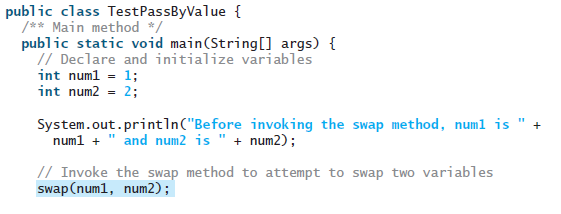 public class TestPassByValue {
/** Main method */
public static void main(String[] args) {
// Declare and initialize variables
int num1 = 1;
int num2 = 2;
System.out.println("Before invoking the swap method, num1 is " +
num1 + " and num2 is " + num2);
// Invoke the swap method to attempt to swap two variables
swap(num1, num2);